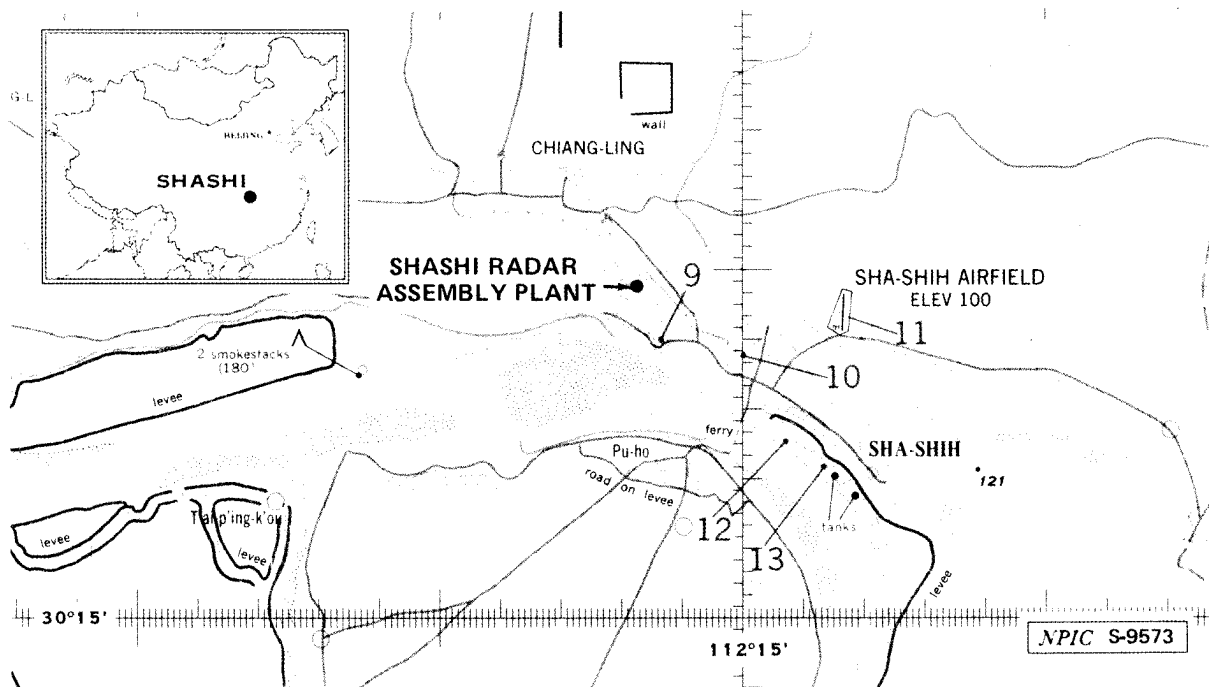 G-L
BEIJING
SHASHI
wall
CHIANG-LING
SHASHI RADAR
ASSEMBLY PLANT
9
SHA-SHIH AIRFIELD
ELEV 100
11
10
2 smokestacks
(180'
levee
ferry
Pu-ho
road on levee
SHA-SHIH
121
levee
levee
12
13
tanks
levee
30°15'
112°15'
NPIC S-9573